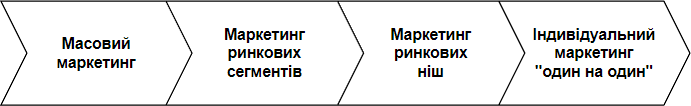 Масовий
маркетинг
Маркетинг
ринкових
сегментів
Маркетинг
ринкових
ніш
Індивідуальний
маркетинг
"один на один"